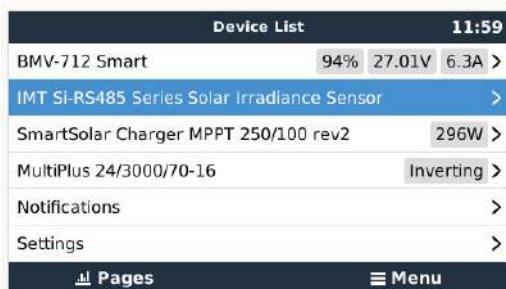 Device List 11:59
BMV-712 Smart 94% 27.01V 6.3A >
IMT Si-RS485 Series Solar Irradiance Sensor >
SmartSolar Charger MPPT 250/100 rev2 296W >
MultiPlus 24/3000/70-16 Inverting >
Notifications >
Settings >
Pages Menu